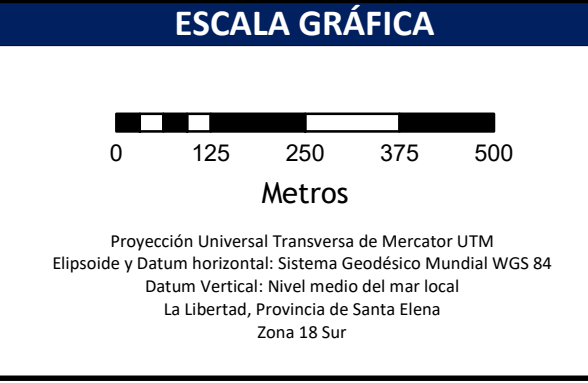 ESCALA GRÁFICA
0 125 250 375 500
Metros
Proyección Universal Transversa de Mercator UTM
Elipsoide y Datum horizontal: Sistema Geodésico Mundial WGS 84
Datum Vertical: Nivel medio del mar local
La Libertad, Provincia de Santa Elena
Zona 18 Sur